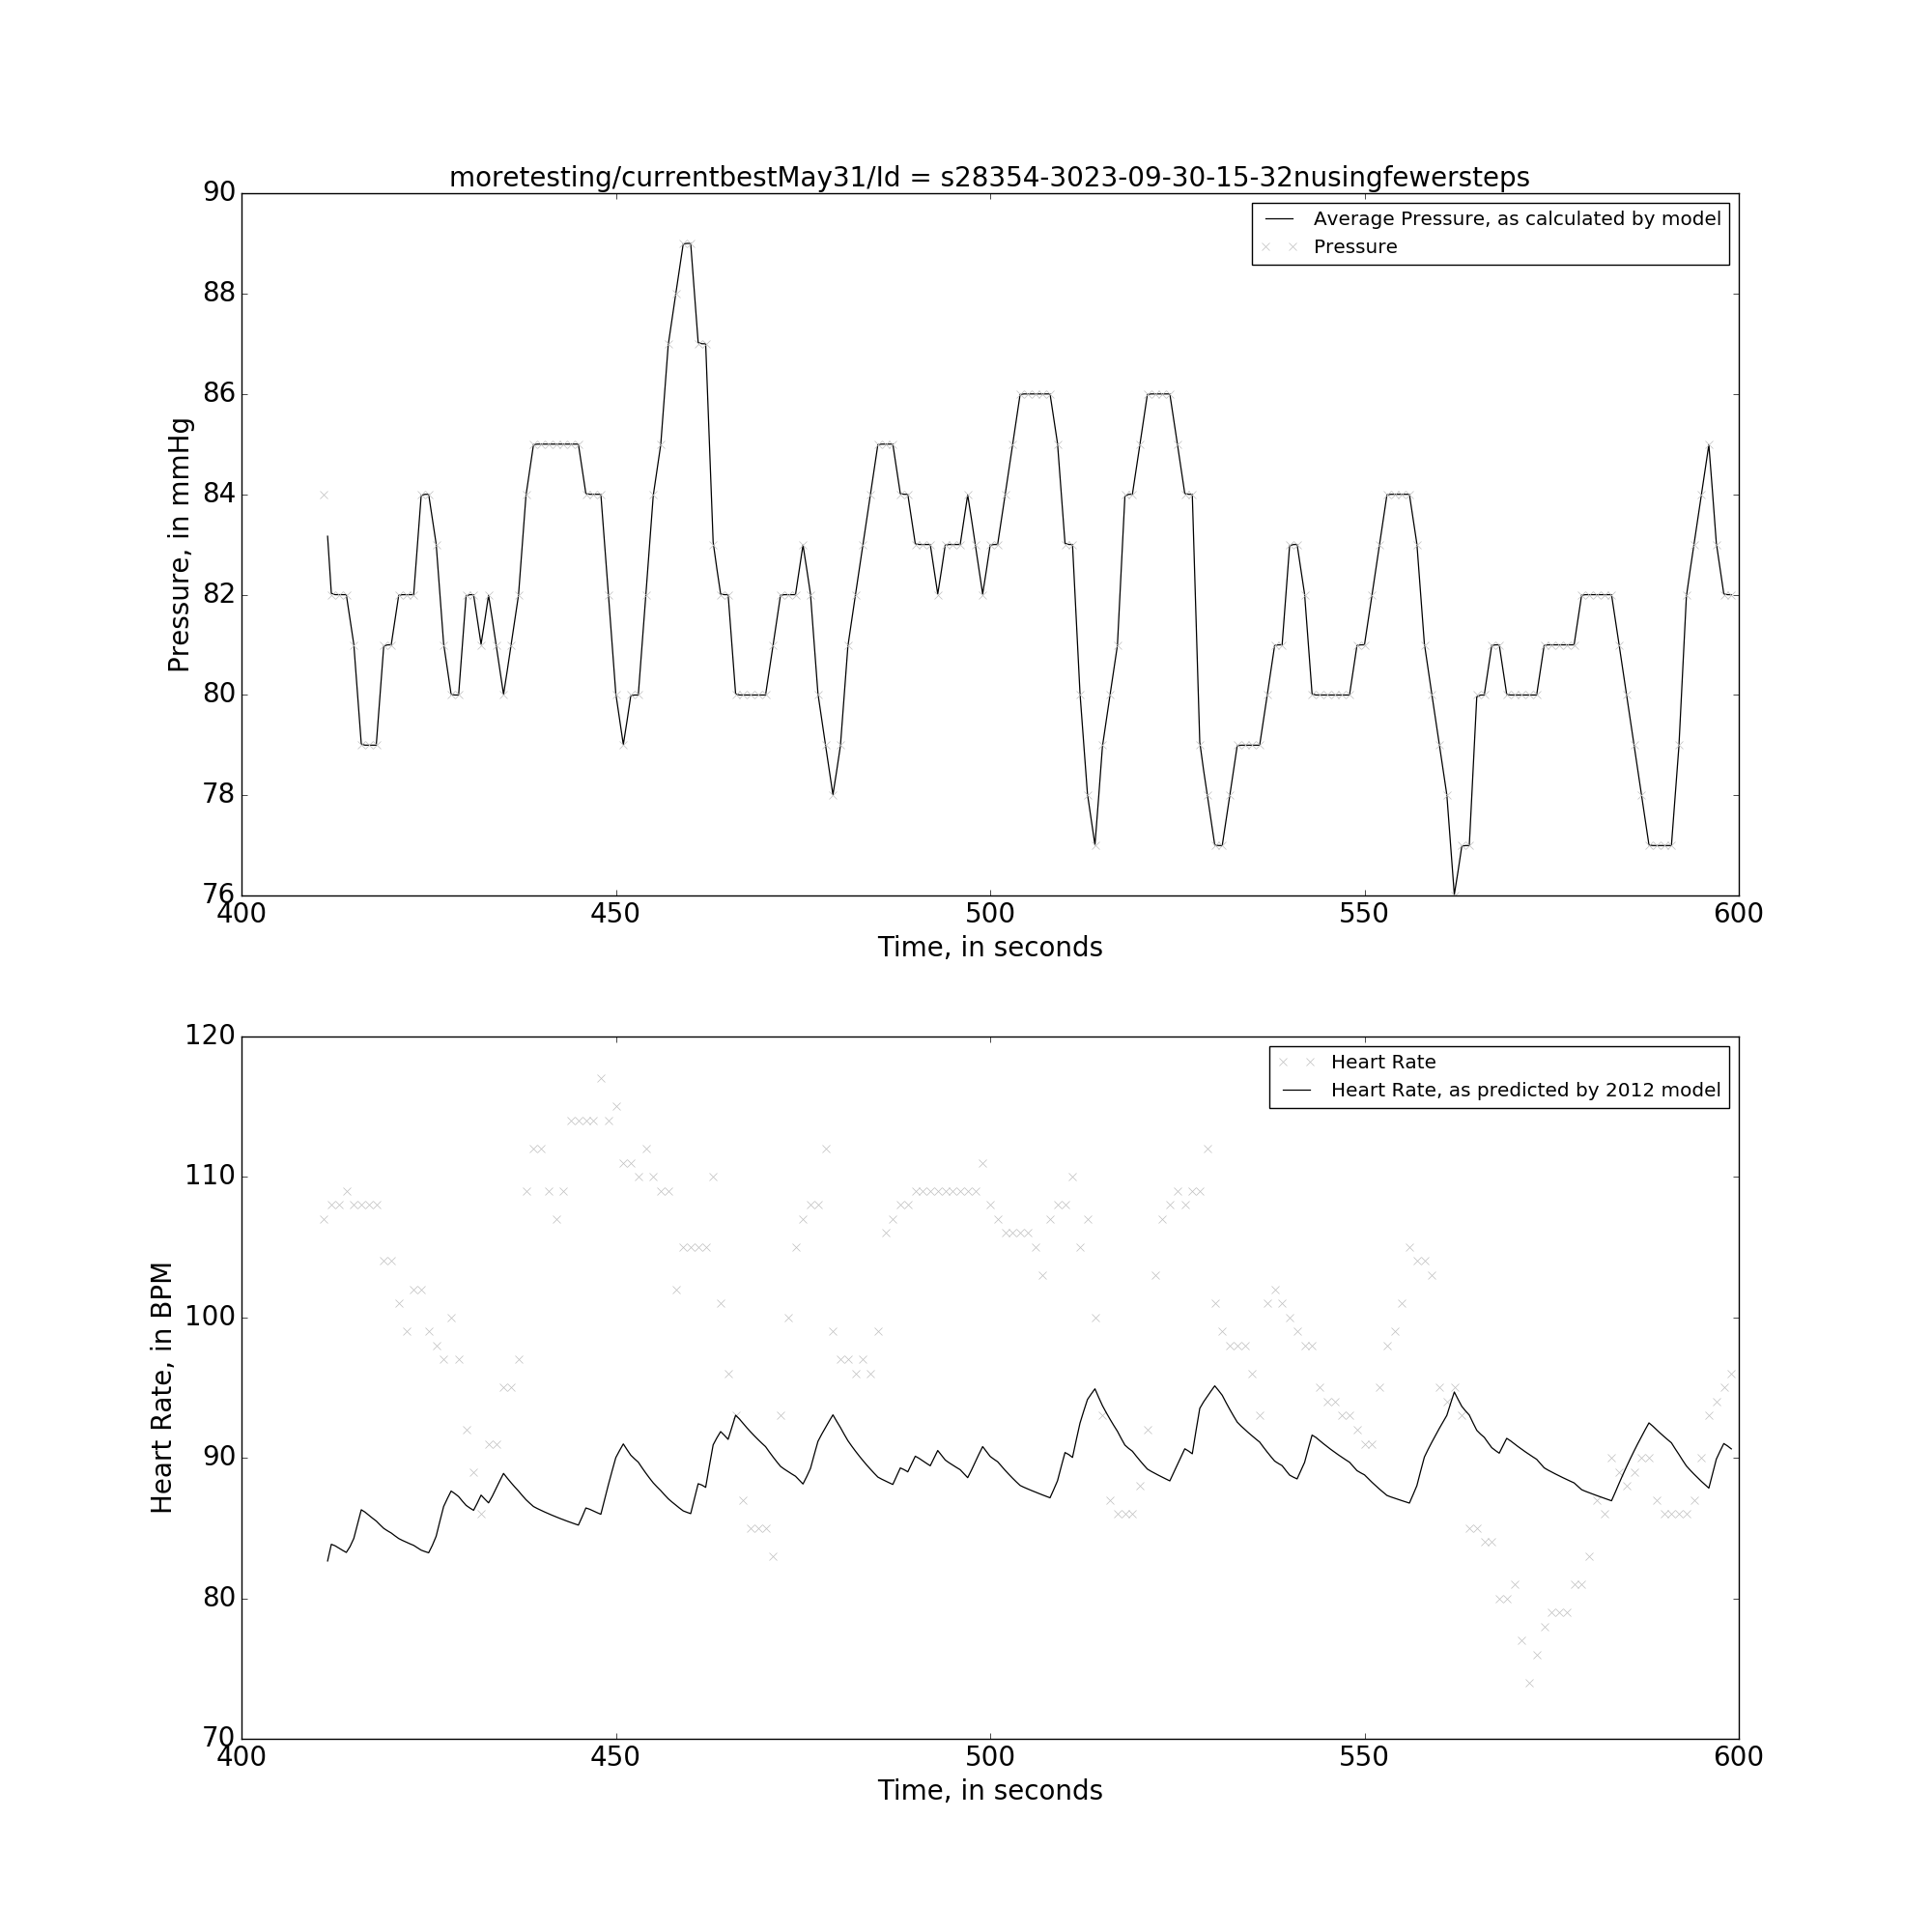 moretesting/currentbestMay31/Id = s28354-3023-09-30-15-32nusingfewersteps
90
88
86
84
82
80
78
76
Pressure, in mmHg
Average Pressure, as calculated by model
Pressure
400 450 500 550 600
Time, in seconds
120
110
100
90
80
70
Heart Rate, in BPM
Heart Rate
Heart Rate, as predicted by 2012 model
400 450 500 550 600
Time, in seconds